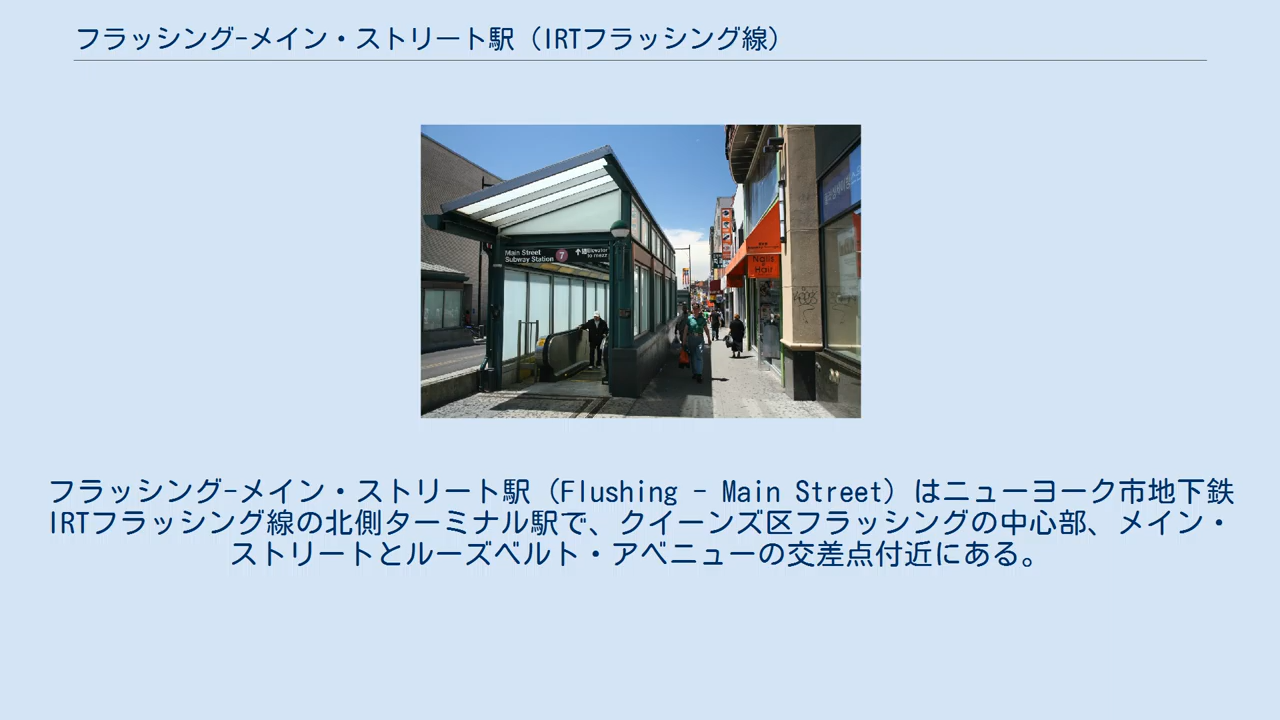 フラッシング-メイン・ストリート駅（IRTフラッシング線）
Main Street
Subway Station 7
Elevator
Nails
Hair
フラッシング-メイン・ストリート駅（Flushing - Main Street）はニューヨーク市地下鉄
IRTフラッシング線の北側ターミナル駅で、クイーンズ区フラッシングの中心部、メイン・
ストリートとルーズベルト・アベニューの交差点付近にある。